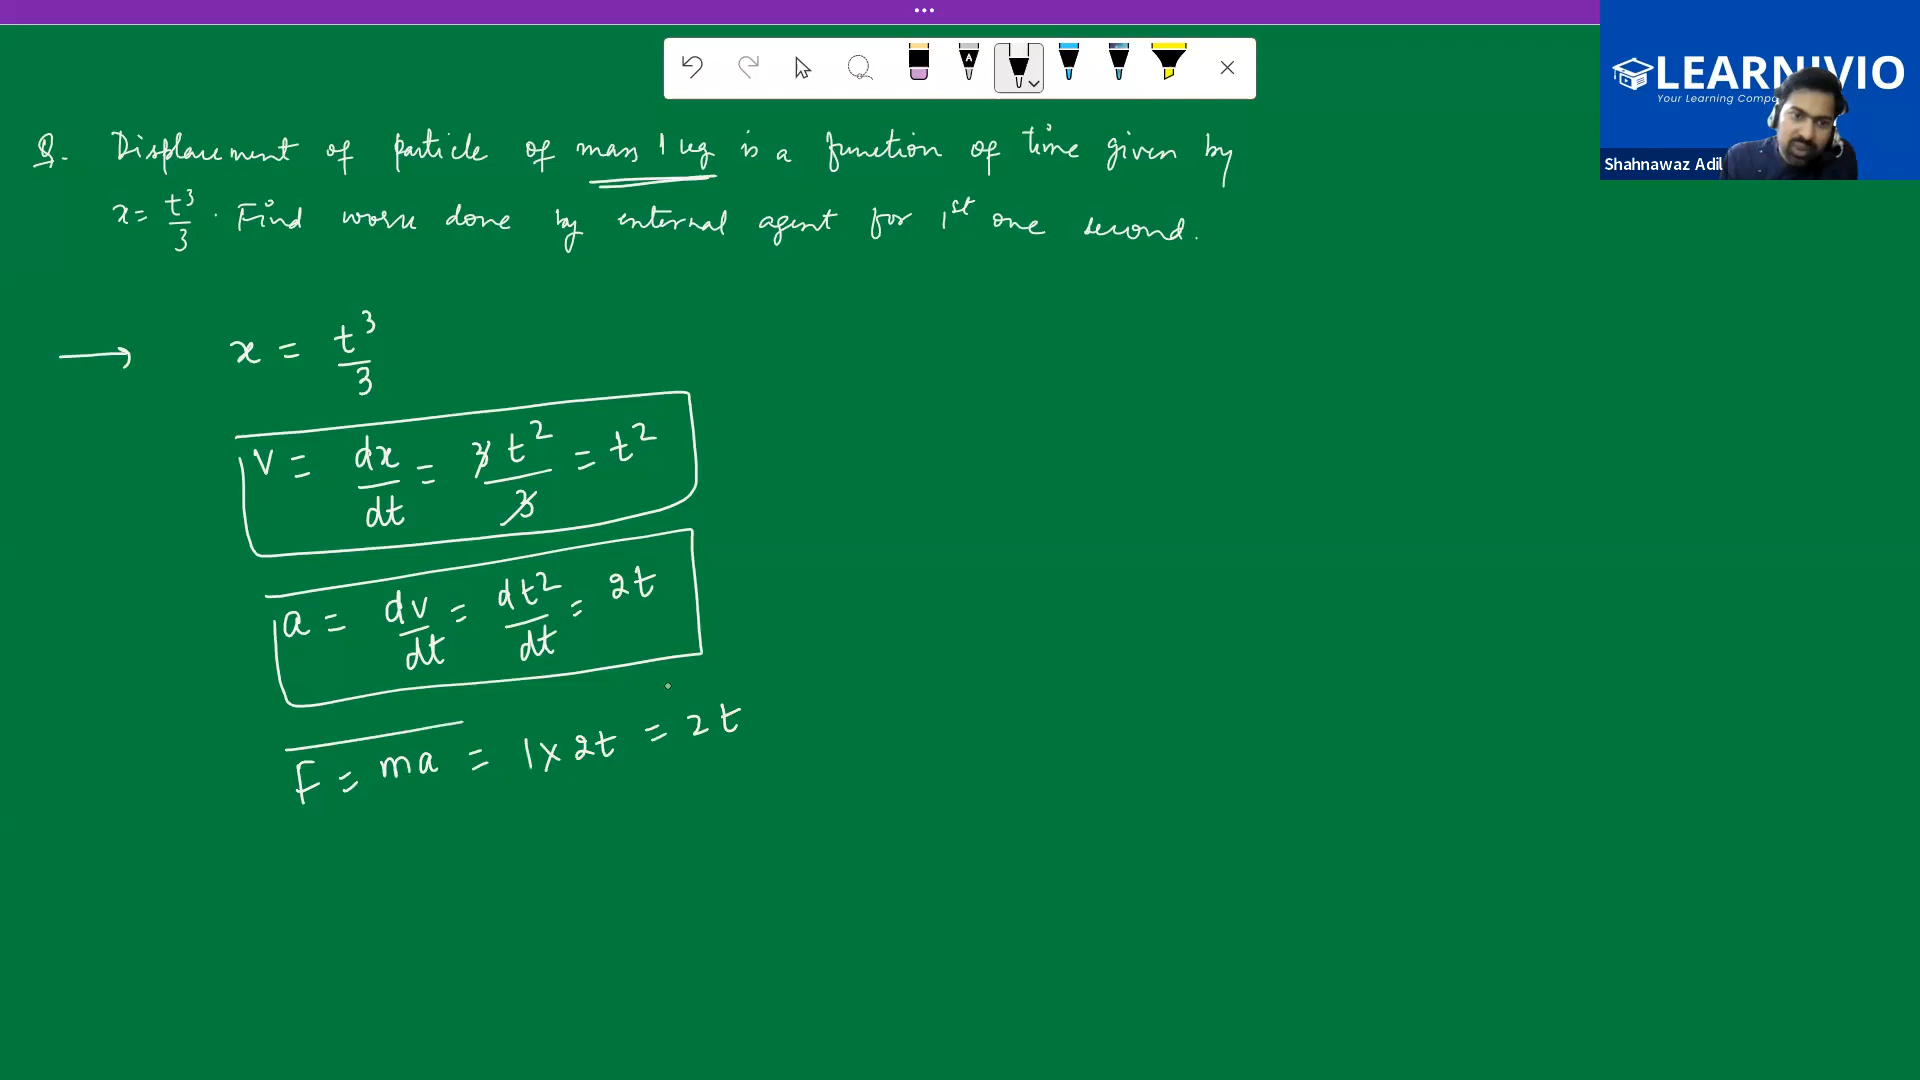 •••
LEARNIVIO
Your Learning Compa
Shahnawaz Adil
A
Q. Displacement of particle of mass 1 kg is a function of time given by
x = t³/3 . Find work done by external agent for 1st one second.
→ x = t³/3
v = dx/dt = 3t²/3 = t²
a = dv/dt = dt²/dt = 2t
F = ma = 1 × 2t = 2t